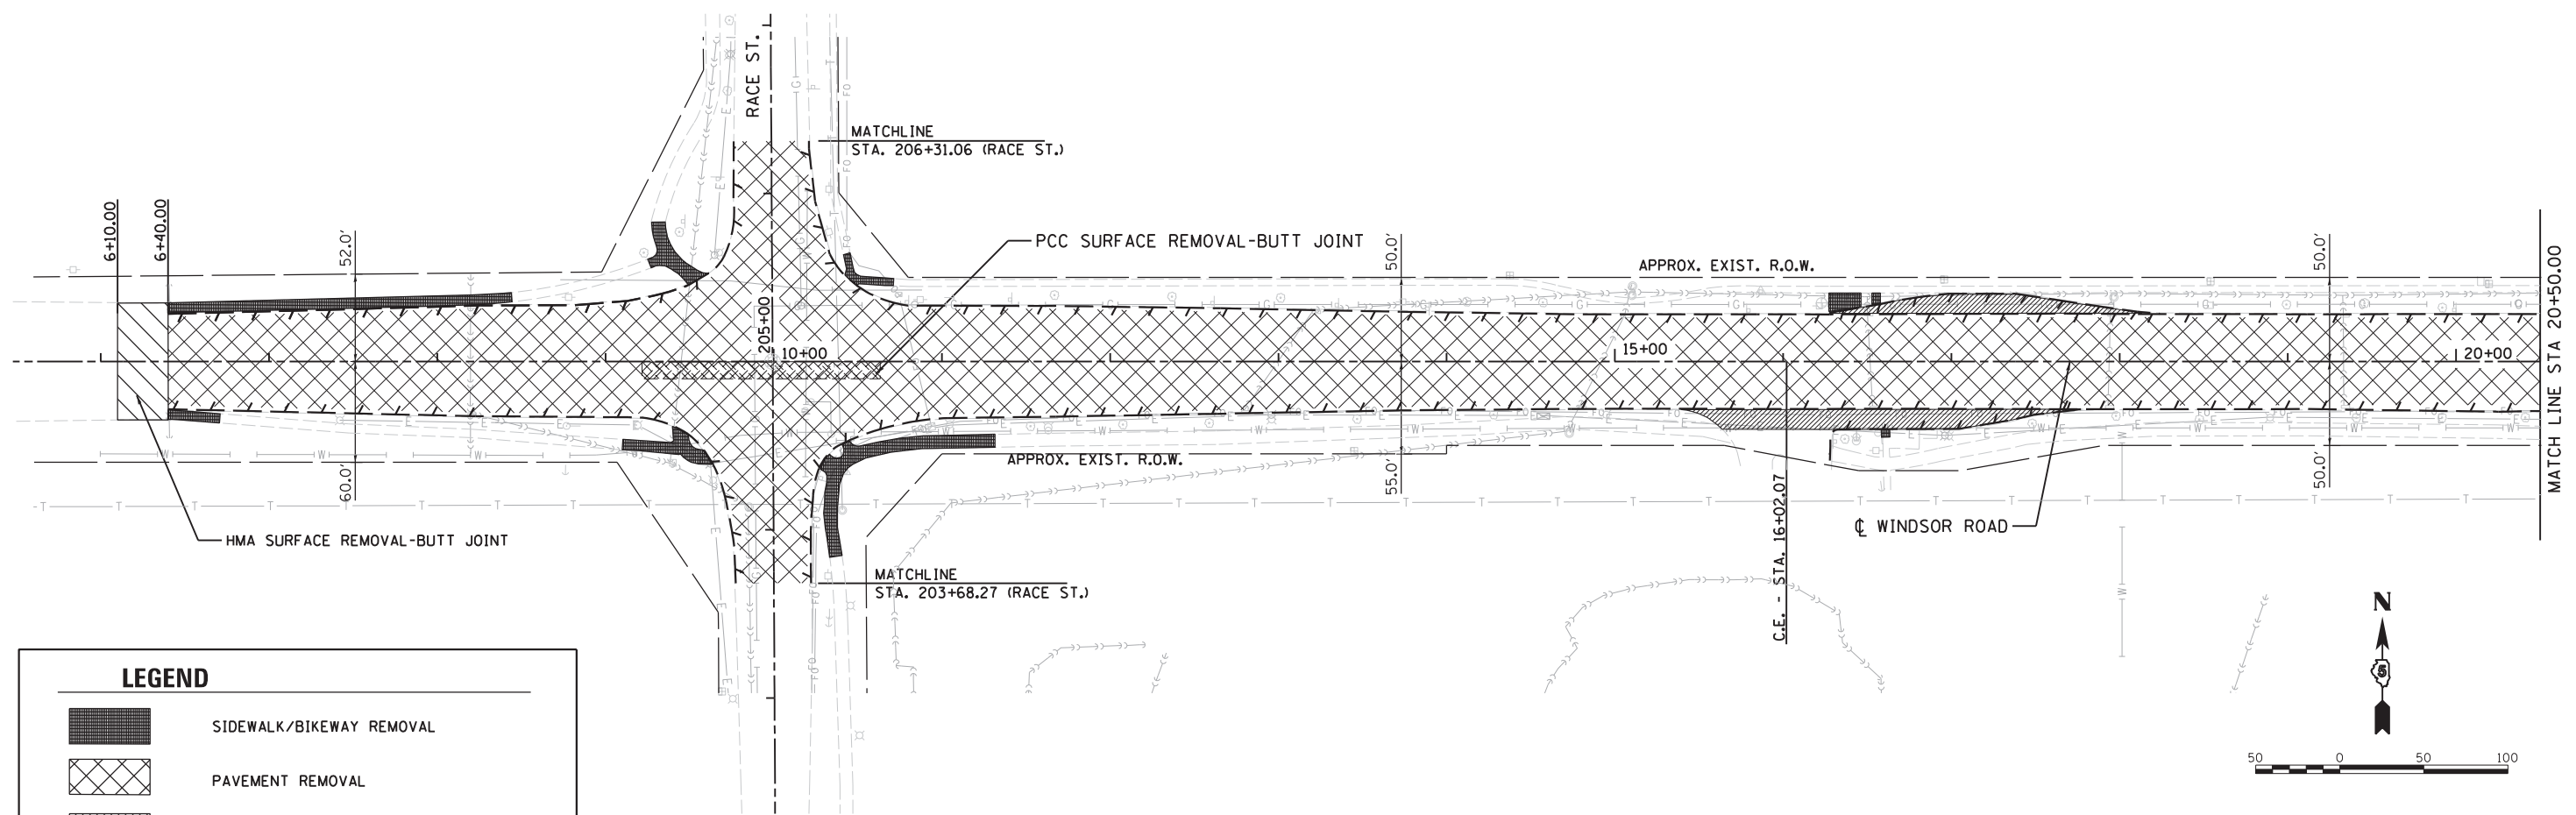 RACE ST.
MATCHLINE
STA. 206+31.06 (RACE ST.)
6+10.00
6+40.00
52.0'
PCC SURFACE REMOVAL-BUTT JOINT
50.0'
APPROX. EXIST. R.O.W.
50.0'
MATCH LINE STA 20+50.00
205+00
10+00
15+00
20+00
60.0'
APPROX. EXIST. R.O.W.
55.0'
50.0'
C.E. - STA. 16+02.07
℄ WINDSOR ROAD
HMA SURFACE REMOVAL-BUTT JOINT
MATCHLINE
STA. 203+68.27 (RACE ST.)
N
5
50 0 50 100
LEGEND
SIDEWALK/BIKEWAY REMOVAL
PAVEMENT REMOVAL